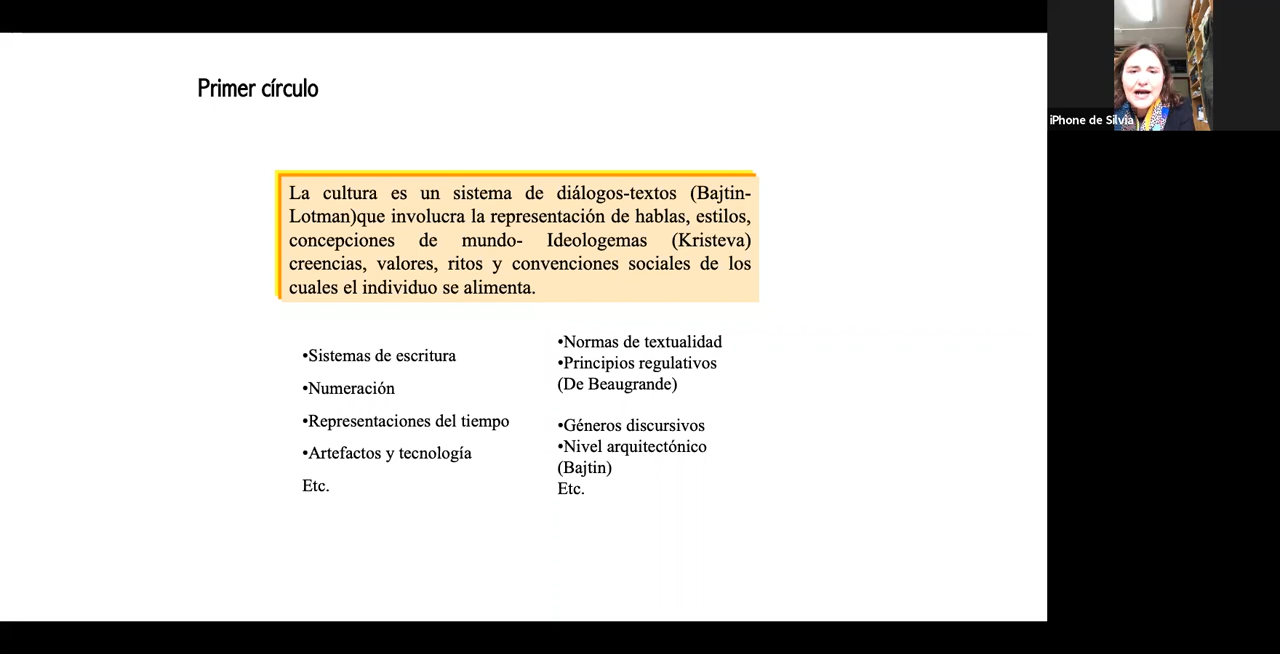 Primer círculo
La cultura es un sistema de diálogos-textos (Bajtin-
Lotman)que involucra la representación de hablas, estilos,
concepciones de mundo- Ideologemas (Kristeva)
creencias, valores, ritos y convenciones sociales de los
cuales el individuo se alimenta.
•Sistemas de escritura
•Numeración
•Representaciones del tiempo
•Artefactos y tecnología
Etc.
•Normas de textualidad
•Principios regulativos
(De Beaugrande)
•Géneros discursivos
•Nivel arquitectónico
(Bajtin)
Etc.
iPhone de Silvia